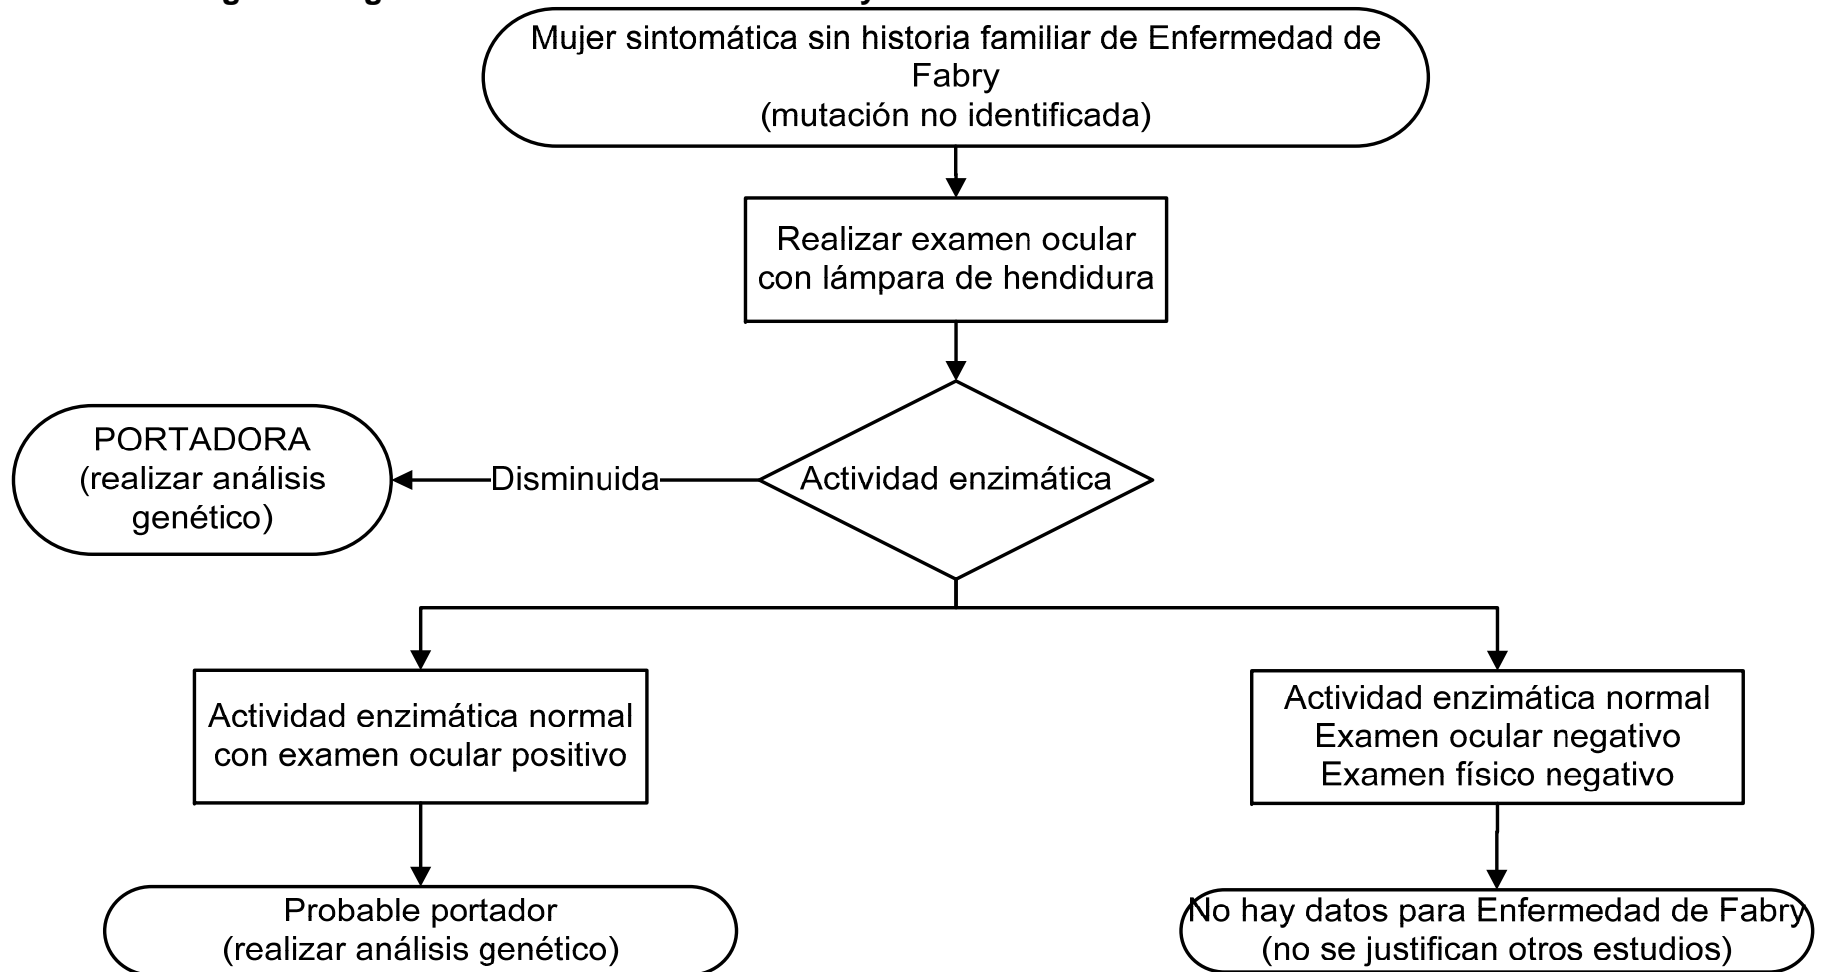 Mujer sintomática sin historia familiar de Enfermedad de
Fabry
(mutación no identificada)
Realizar examen ocular
con lámpara de hendidura
PORTADORA
(realizar análisis
genético)
Disminuida
Actividad enzimática
Actividad enzimática normal
con examen ocular positivo
Actividad enzimática normal
Examen ocular negativo
Examen físico negativo
Probable portador
(realizar análisis genético)
No hay datos para Enfermedad de Fabry
(no se justifican otros estudios)